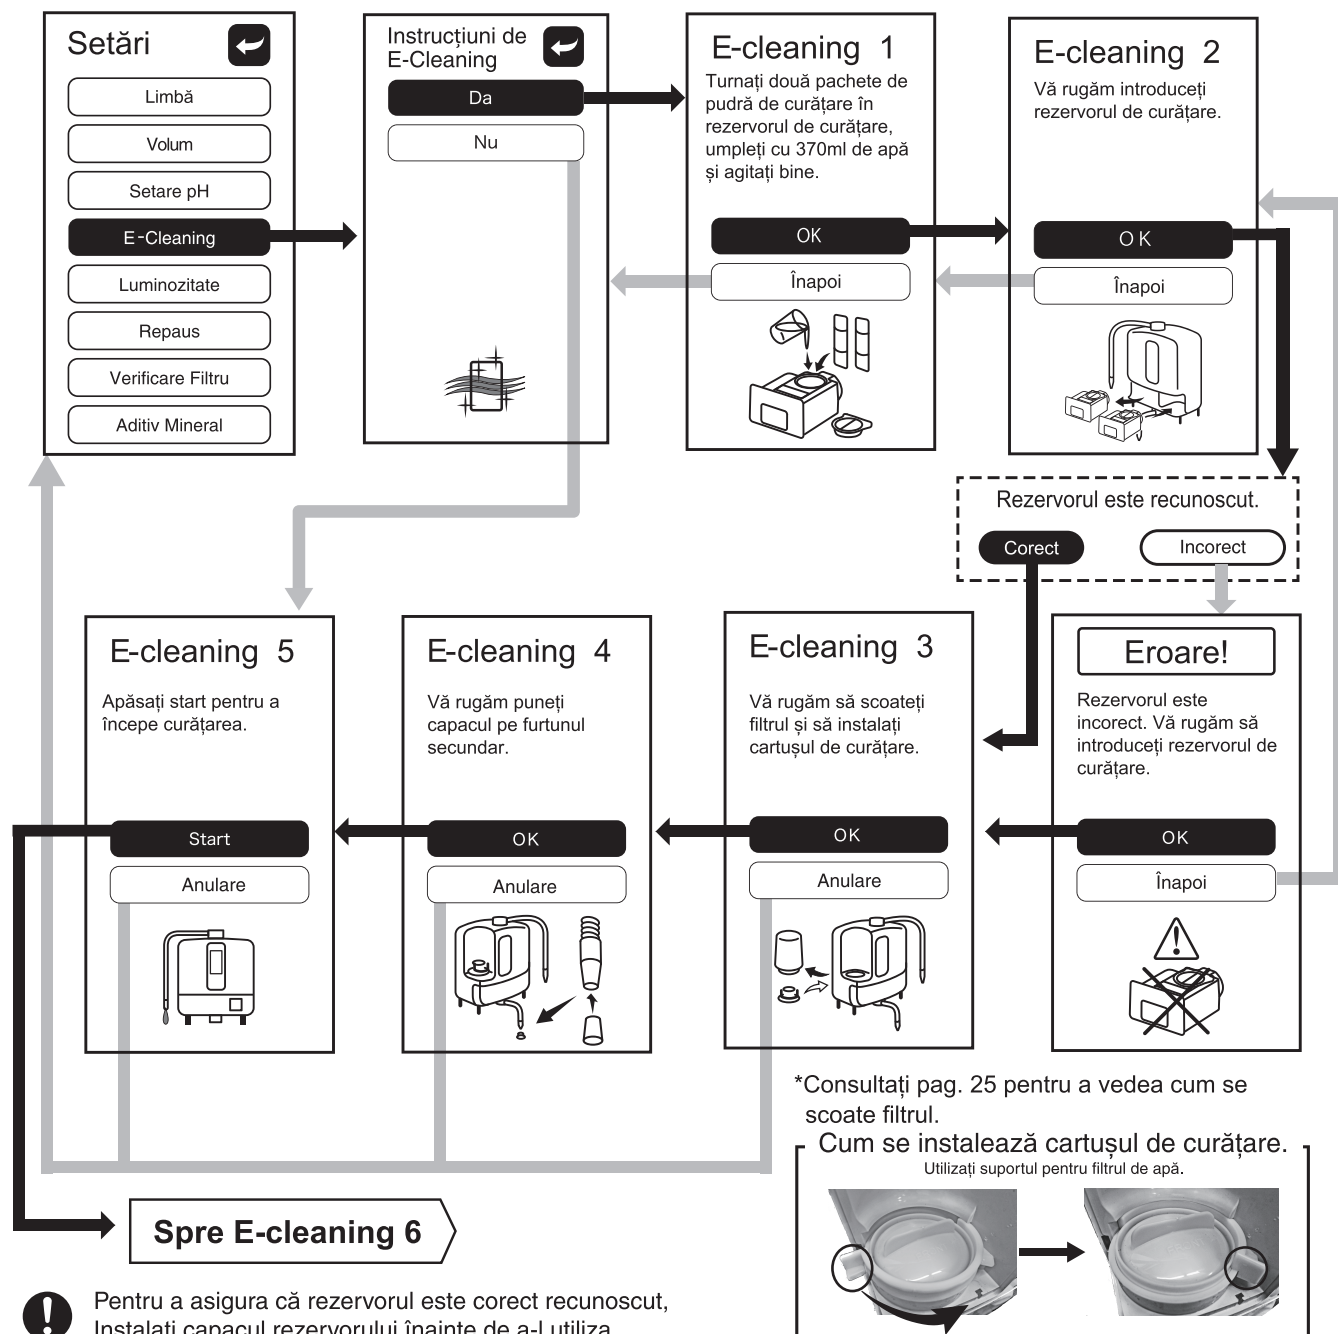 Setări
Limbă
Volum
Setare pH
E-Cleaning
Luminozitate
Repaus
Verificare Filtru
Aditiv Mineral
Instrucțiuni de
E-Cleaning
Da
Nu
E-cleaning 1
Turnați două pachete de
pudră de curățare în
rezervorul de curățare,
umpleți cu 370ml de apă
și agitați bine.
OK
Înapoi
E-cleaning 2
Vă rugăm introduceți
rezervorul de curățare.
OK
Înapoi
Rezervorul este recunoscut.
Corect
Incorect
E-cleaning 5
Apăsați start pentru a
începe curățarea.
Start
Anulare
E-cleaning 4
Vă rugăm puneți
capacul pe furtunul
secundar.
OK
Anulare
E-cleaning 3
Vă rugăm să scoateți
filtrul și să instalați
cartușul de curățare.
OK
Anulare
Eroare!
Rezervorul este
incorect. Vă rugăm să
introduceți rezervorul de
curățare.
OK
Înapoi
*Consultați pag. 25 pentru a vedea cum se
scoate filtrul.
Cum se instalează cartușul de curățare.
Utilizați suportul pentru filtrul de apă.
Spre E-cleaning 6
Pentru a asigura că rezervorul este corect recunoscut,
Instalați capacul rezervorului înainte de a-l utiliza